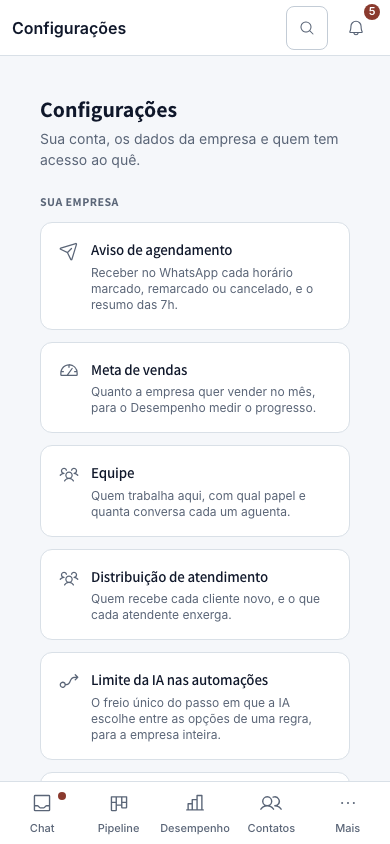 Configurações
5
Configurações
Sua conta, os dados da empresa e quem tem
acesso ao quê.
SUA EMPRESA
Aviso de agendamento
Receber no WhatsApp cada horário
marcado, remarcado ou cancelado, e o
resumo das 7h.
Meta de vendas
Quanto a empresa quer vender no mês,
para o Desempenho medir o progresso.
Equipe
Quem trabalha aqui, com qual papel e
quanta conversa cada um aguenta.
Distribuição de atendimento
Quem recebe cada cliente novo, e o que
cada atendente enxerga.
Limite da IA nas automações
O freio único do passo em que a IA
escolhe entre as opções de uma regra,
para a empresa inteira.
Chat
Pipeline
Desempenho
Contatos
Mais